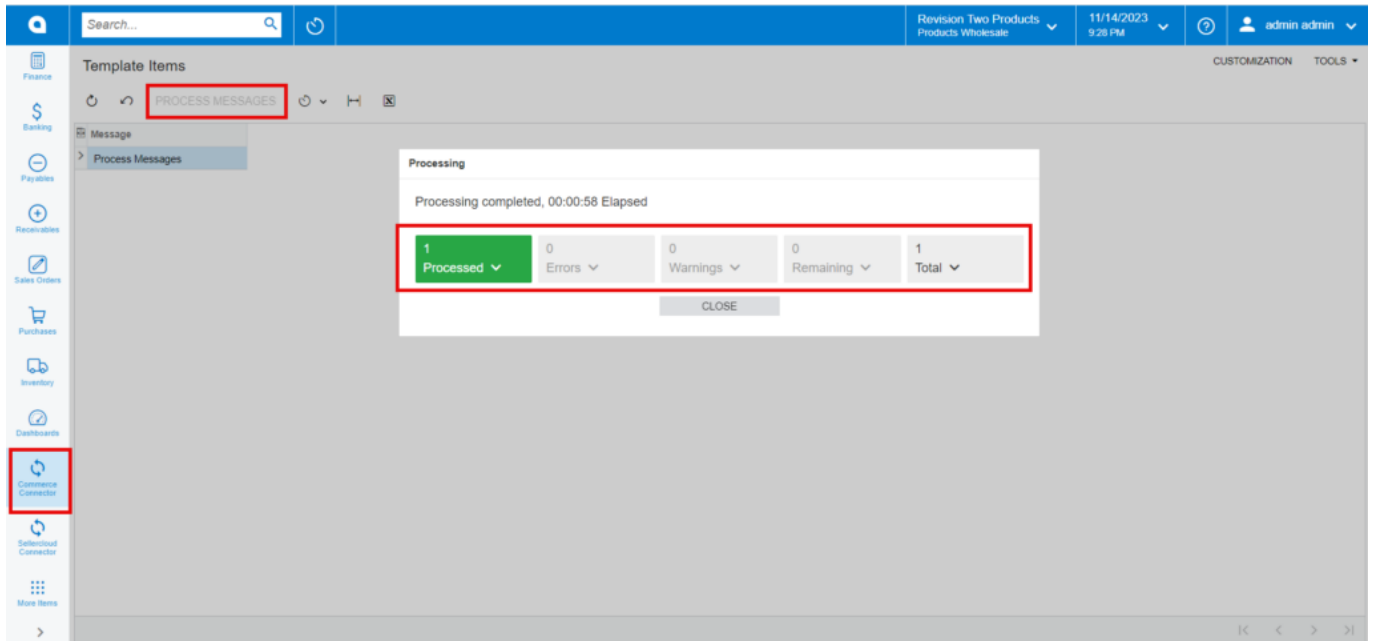 Search...
Revision Two Products
Products Wholesale
11/14/2023
9:28 PM
admin admin
Finance
Banking
Payables
Receivables
Sales Orders
Purchases
Inventory
Dashboards
Commerce
Connector
Sellercloud
Connector
More Items
Template Items
CUSTOMIZATION TOOLS
PROCESS MESSAGES
Message
Process Messages
Processing
Processing completed, 00:00:58 Elapsed
1 0 0 0 1
Processed Errors Warnings Remaining Total
CLOSE